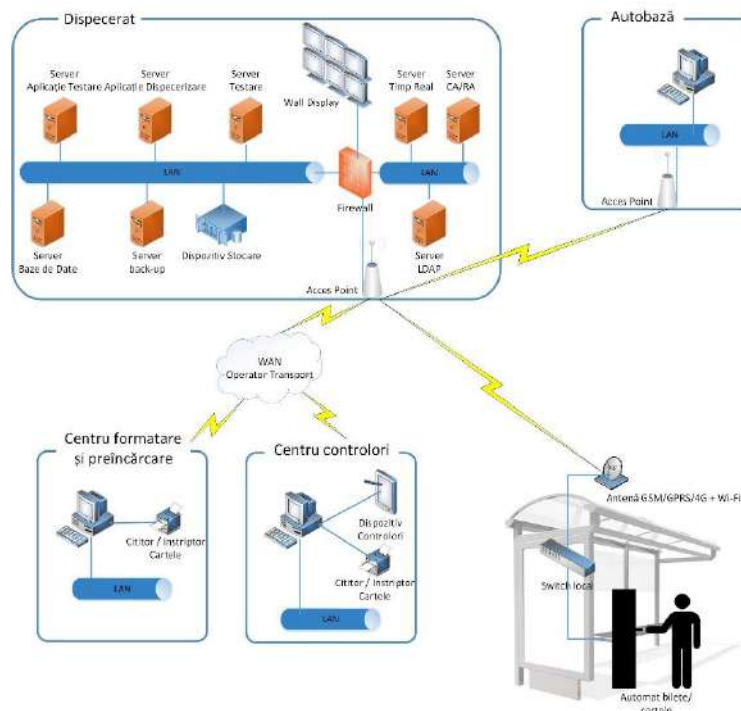 Dispecerat
Autobază
Server
Aplicație Testare
Server
Aplicație Dispecerizare
Server
Testare
Wall Display
Server
Timp Real
Server
CA/RA
LAN
LAN
Firewall
LAN
Server
Baze de Date
Server
back-up
Dispozitiv Stocare
Server
LDAP
Acces Point
Acces Point
WAN
Operator Transport
Centru formatare
și preîncărcare
Centru controlori
Cititor / Instriptor
Cartele
LAN
Dispozitiv
Controlori
Cititor / Instriptor
Cartele
LAN
Antenă GSM/GPRS/4G + Wi-Fi
Switch local
Automat bilete/
cartele